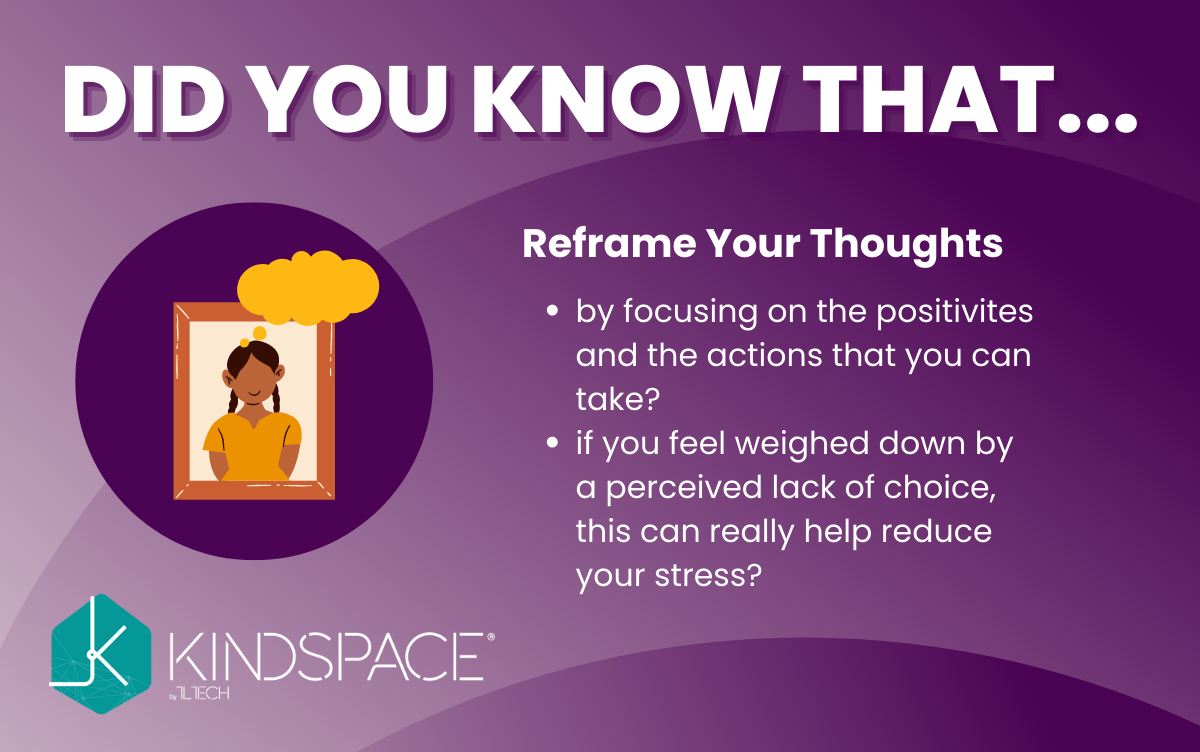 DID YOU KNOW THAT...
Reframe Your Thoughts
• by focusing on the positivites
and the actions that you can
take?
• if you feel weighed down by
a perceived lack of choice,
this can really help reduce
your stress?
KINDSPACE®
by 1L1TECH